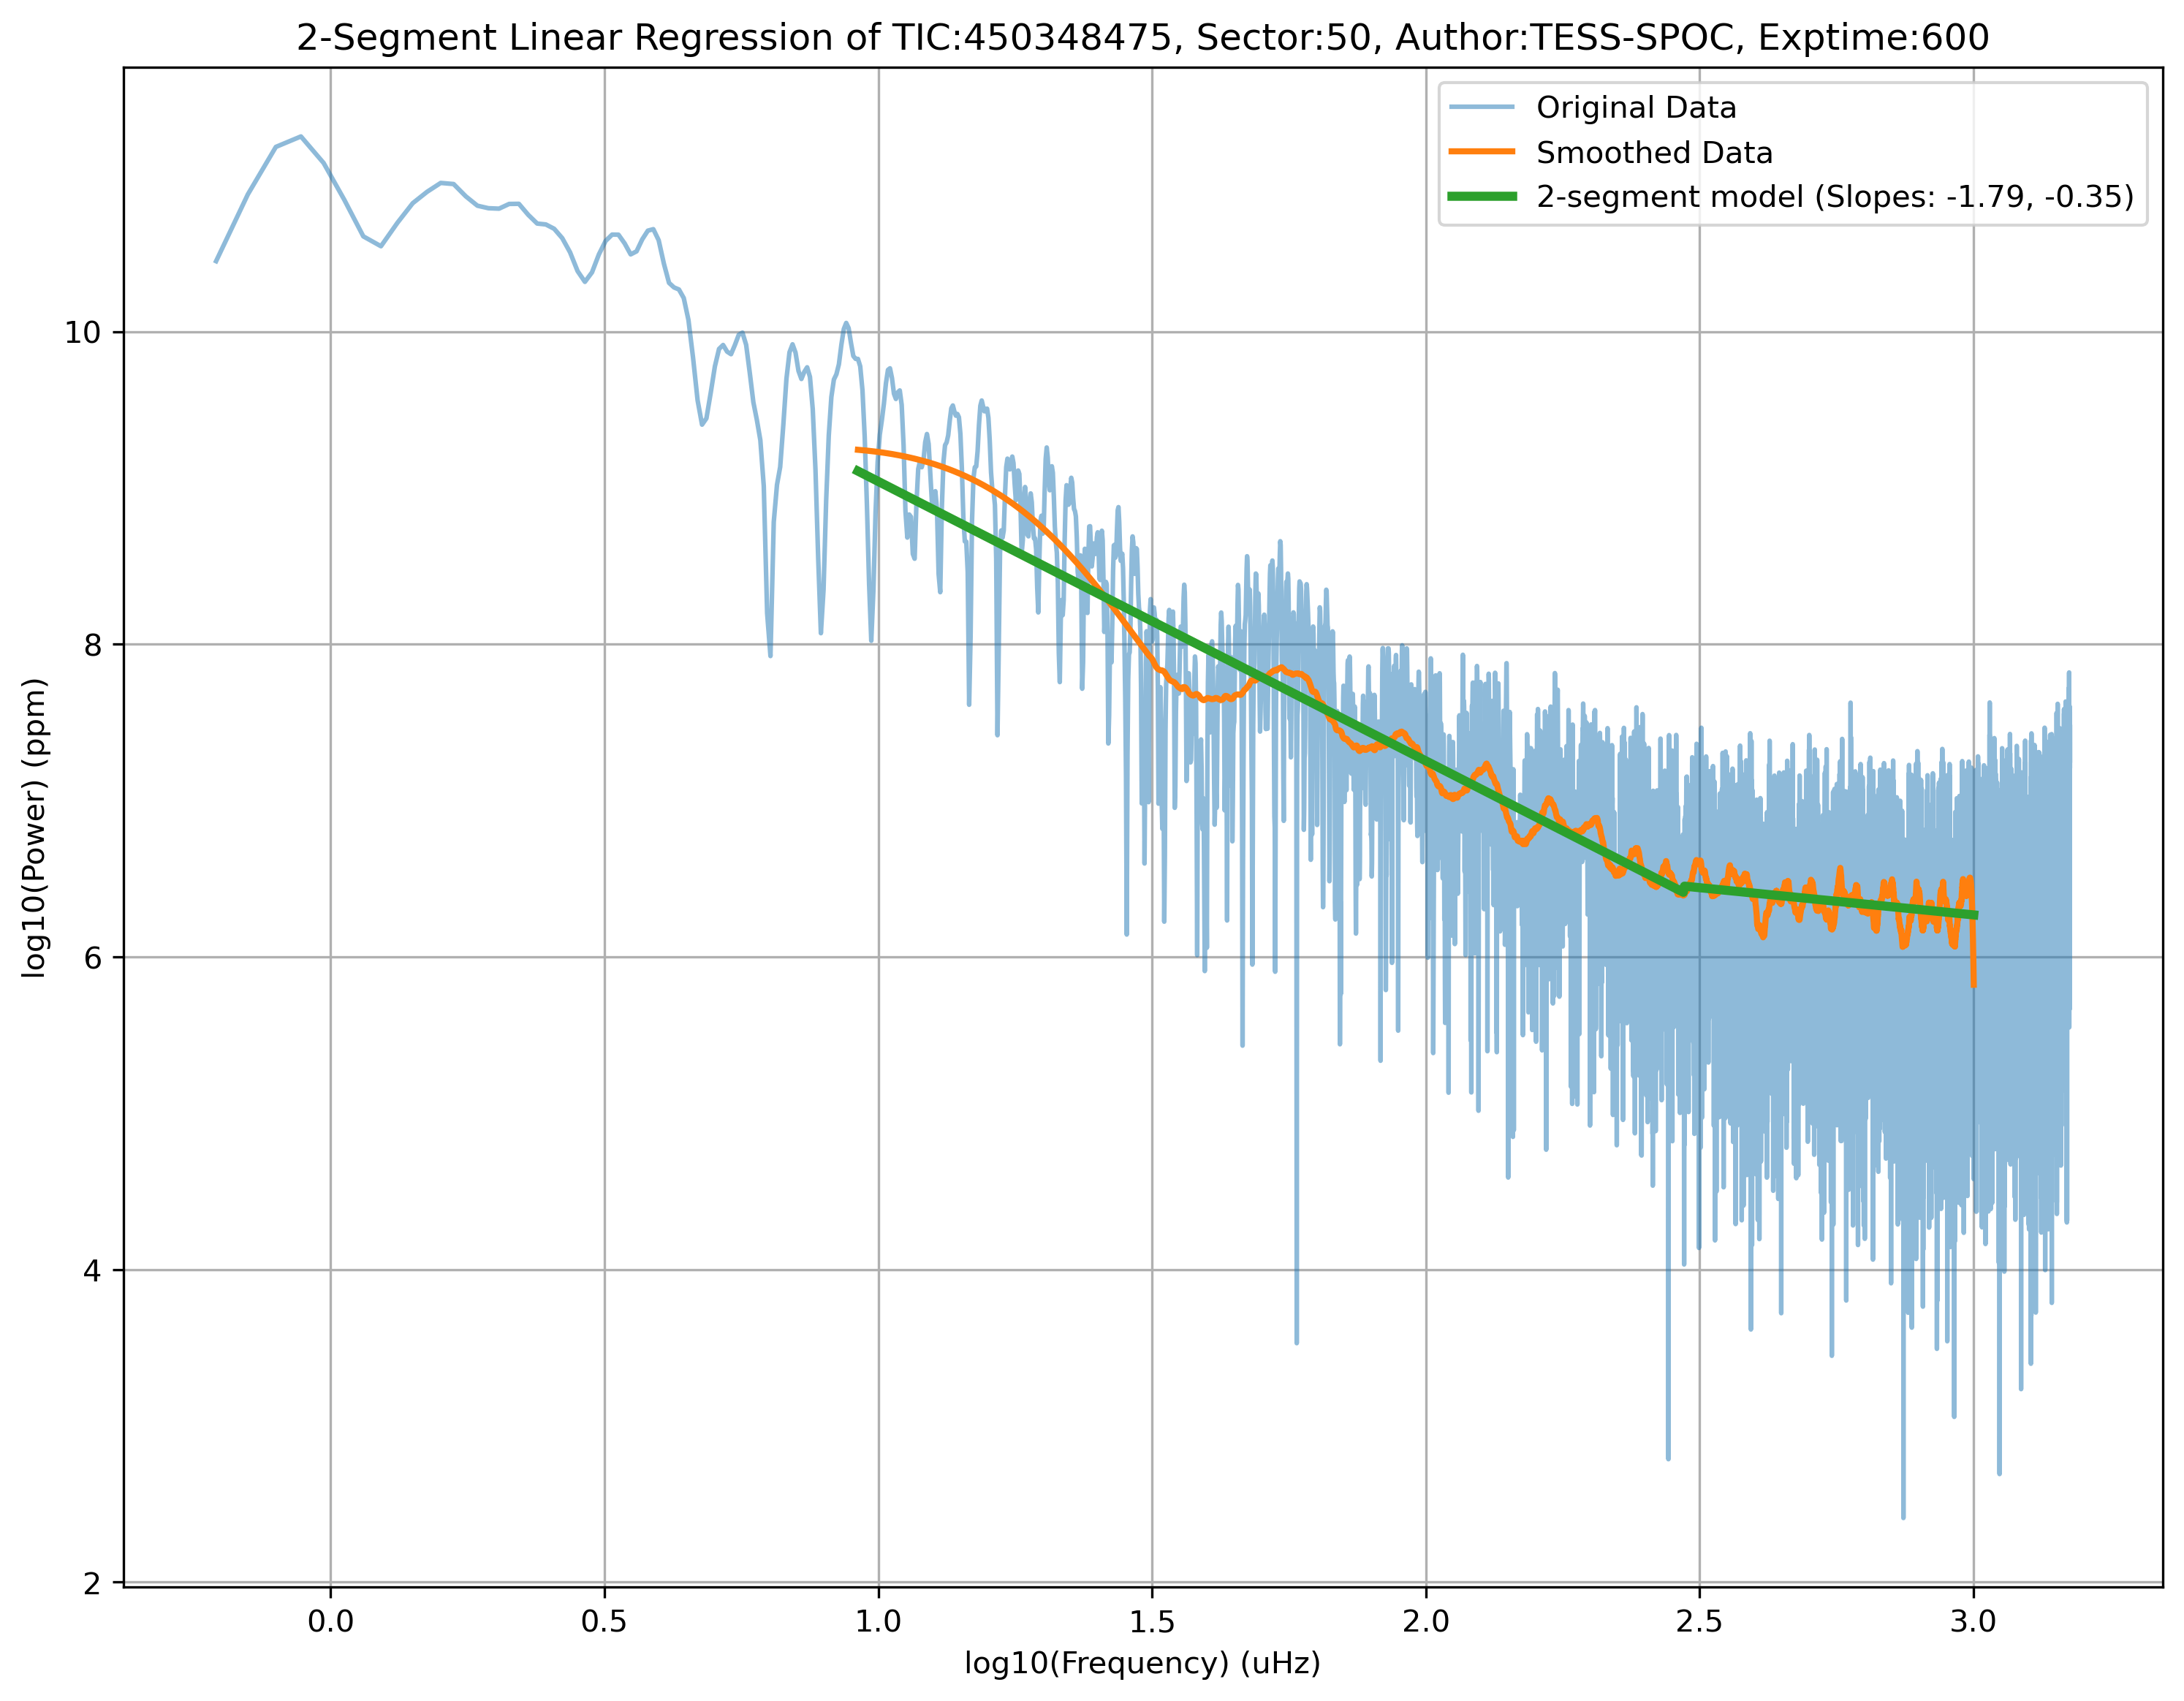 2-Segment Linear Regression of TIC:450348475, Sector:50, Author:TESS-SPOC, Exptime:600
Original Data
Smoothed Data
2-segment model (Slopes: -1.79, -0.35)
log10(Power) (ppm)
10
8
6
4
2
0.0 0.5 1.0 1.5 2.0 2.5 3.0
log10(Frequency) (uHz)